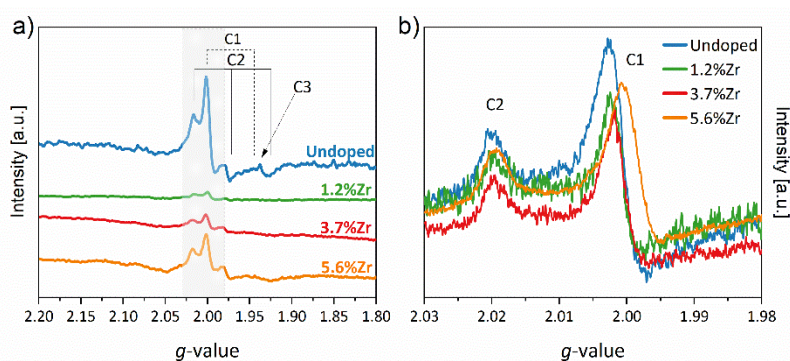 a)
C1
C2
C3
Undoped
1.2%Zr
3.7%Zr
5.6%Zr
Intensity [a.u.]
2.20 2.15 2.10 2.05 2.00 1.95 1.90 1.85 1.80
g-value
b)
Undoped
1.2%Zr
3.7%Zr
5.6%Zr
C1
C2
Intensity [a.u.]
Intensity [a.u.]
2.03 2.02 2.01 2.00 1.99 1.98
g-value